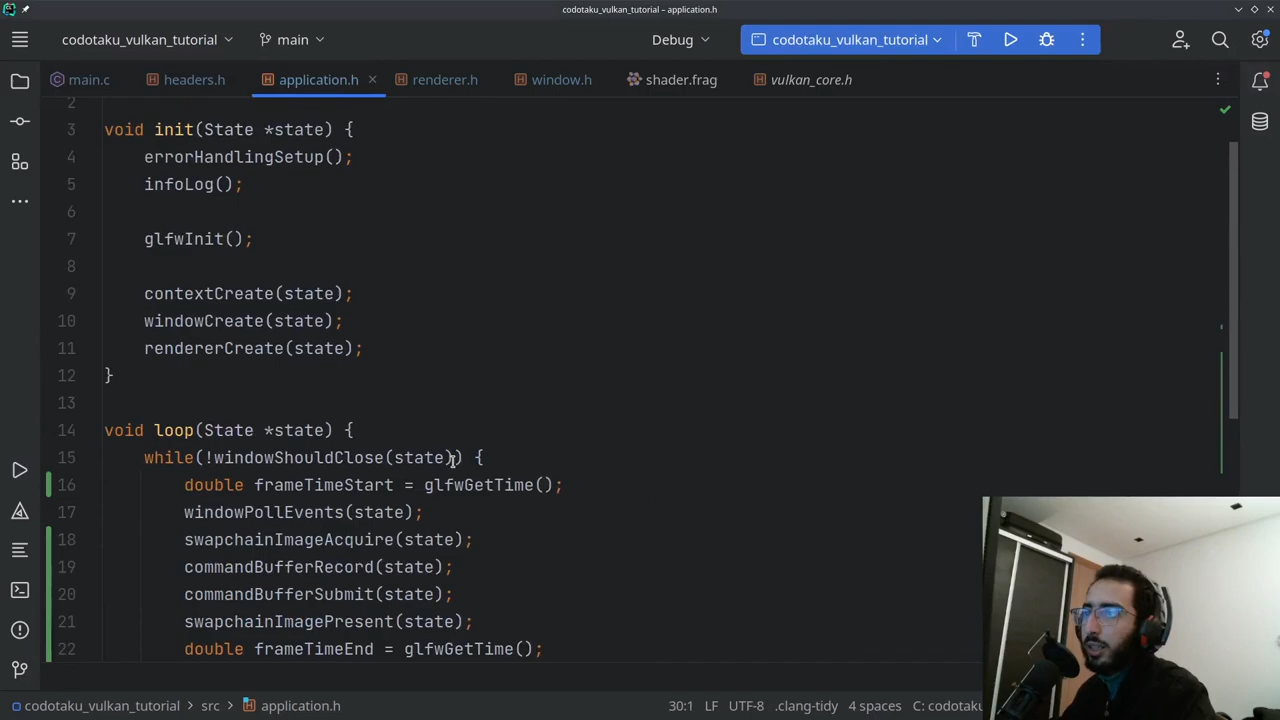 codotaku_vulkan_tutorial – application.h
codotaku_vulkan_tutorial main Debug codotaku_vulkan_tutorial
main.c headers.h application.h renderer.h window.h shader.frag vulkan_core.h
2
3 void init(State *state) {
4 errorHandlingSetup();
5 infoLog();
6
7 glfwInit();
8
9 contextCreate(state);
10 windowCreate(state);
11 rendererCreate(state);
12 }
13
14 void loop(State *state) {
15 while(!windowShouldClose(state)) {
16 double frameTimeStart = glfwGetTime();
17 windowPollEvents(state);
18 swapchainImageAcquire(state);
19 commandBufferRecord(state);
20 commandBufferSubmit(state);
21 swapchainImagePresent(state);
22 double frameTimeEnd = glfwGetTime();
codotaku_vulkan_tutorial src application.h 30:1 LF UTF-8 .clang-tidy 4 spaces C: codotaku